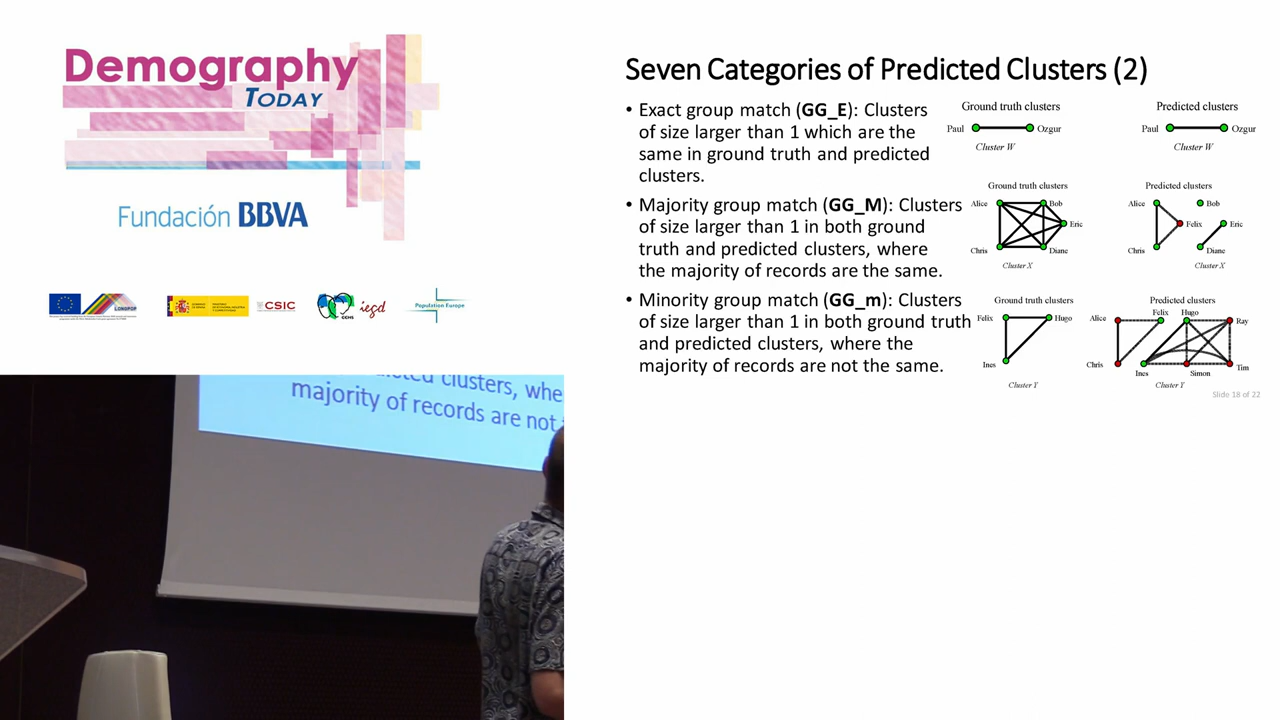 Demography
TODAY
Fundación BBVA
LONGPOP
CSIC
CCHS
iegd
Population Europe
Seven Categories of Predicted Clusters (2)
• Exact group match (GG_E): Clusters
of size larger than 1 which are the
same in ground truth and predicted
clusters.
Ground truth clusters
Predicted clusters
Paul
Ozgur
Paul
Ozgur
Cluster W
Cluster W
• Majority group match (GG_M): Clusters
of size larger than 1 in both ground
truth and predicted clusters, where
the majority of records are the same.
Ground truth clusters
Predicted clusters
Alice
Bob
Alice
Bob
Eric
Felix
Eric
Chris
Diane
Chris
Diane
Cluster X
Cluster X
• Minority group match (GG_m): Clusters
of size larger than 1 in both ground truth
and predicted clusters, where the
majority of records are not the same.
Ground truth clusters
Predicted clusters
Felix
Hugo
Alice
Felix
Hugo
Ray
Ines
Chris
Ines
Simon
Tim
Cluster Y
Cluster Y
Slide 18 of 22
clusters, whe
majority of records are not